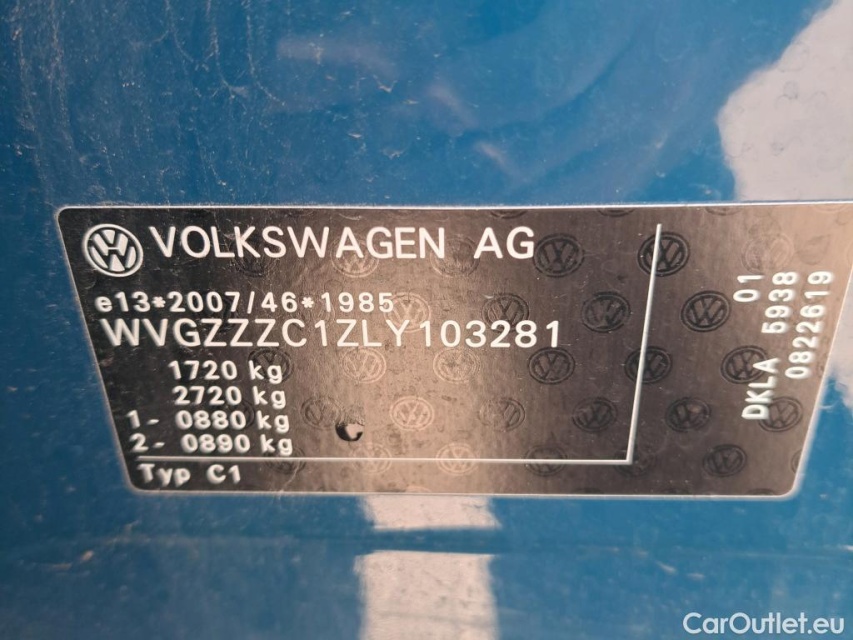 VOLKSWAGEN AG
e13*2007/46*1985
WVGZZZC1ZLY103281
1720 kg
2720 kg
1- 0880 kg
2- 0890 kg
Typ C1
01
DKLA 5938
0822619
CarOutlet.eu